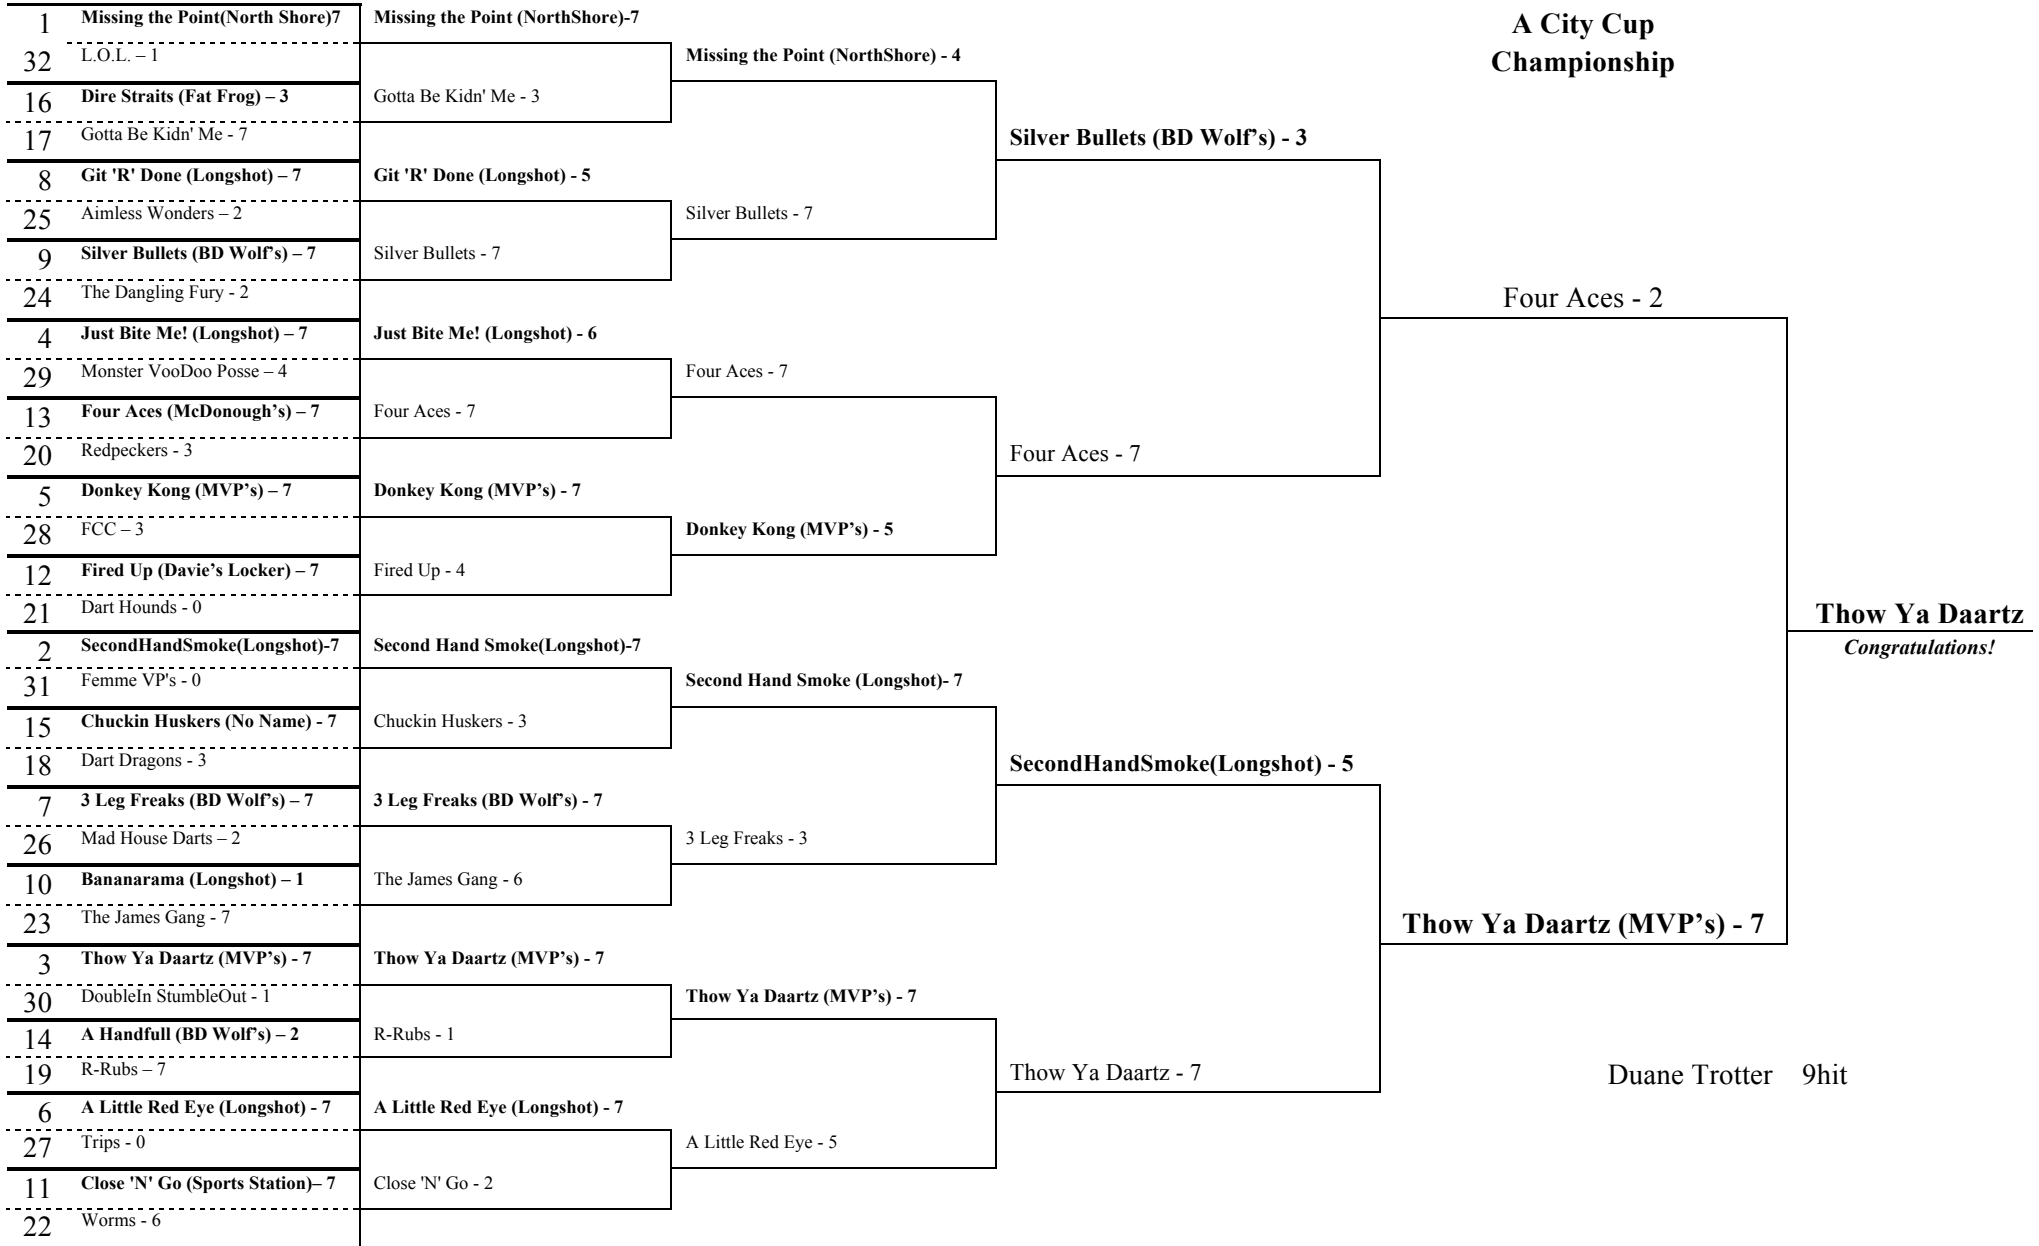 A City Cup
Championship
1 Missing the Point(North Shore)7
32 L.O.L. – 1
16 Dire Straits (Fat Frog) – 3
17 Gotta Be Kidn' Me - 7
8 Git 'R' Done (Longshot) – 7
25 Aimless Wonders – 2
9 Silver Bullets (BD Wolf's) – 7
24 The Dangling Fury - 2
4 Just Bite Me! (Longshot) – 7
29 Monster VooDoo Posse – 4
13 Four Aces (McDonough's) – 7
20 Redpeckers - 3
5 Donkey Kong (MVP's) – 7
28 FCC – 3
12 Fired Up (Davie's Locker) – 7
21 Dart Hounds - 0
2 SecondHandSmoke(Longshot)-7
31 Femme VP's - 0
15 Chuckin Huskers (No Name) - 7
18 Dart Dragons - 3
7 3 Leg Freaks (BD Wolf's) – 7
26 Mad House Darts – 2
10 Bananarama (Longshot) – 1
23 The James Gang - 7
3 Thow Ya Daartz (MVP's) - 7
30 DoubleIn StumbleOut - 1
14 A Handfull (BD Wolf's) – 2
19 R-Rubs – 7
6 A Little Red Eye (Longshot) - 7
27 Trips - 0
11 Close 'N' Go (Sports Station)– 7
22 Worms - 6
Missing the Point (NorthShore)-7
Gotta Be Kidn' Me - 3
Git 'R' Done (Longshot) - 5
Silver Bullets - 7
Just Bite Me! (Longshot) - 6
Four Aces - 7
Donkey Kong (MVP's) - 7
Fired Up - 4
Second Hand Smoke(Longshot)-7
Chuckin Huskers - 3
3 Leg Freaks (BD Wolf's) - 7
The James Gang - 6
Thow Ya Daartz (MVP's) - 7
R-Rubs - 1
A Little Red Eye (Longshot) - 7
Close 'N' Go - 2
Missing the Point (NorthShore) - 4
Silver Bullets - 7
Four Aces - 7
Donkey Kong (MVP's) - 5
Second Hand Smoke (Longshot)- 7
3 Leg Freaks - 3
Thow Ya Daartz (MVP's) - 7
A Little Red Eye - 5
Silver Bullets (BD Wolf's) - 3
Four Aces - 7
SecondHandSmoke(Longshot) - 5
Thow Ya Daartz - 7
Four Aces - 2
Thow Ya Daartz (MVP's) - 7
Thow Ya Daartz
Congratulations!
Duane Trotter 9hit